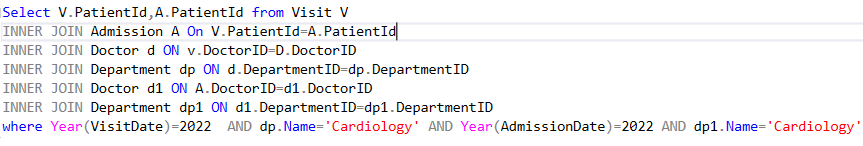 Select V.PatientId,A.PatientId from Visit V
INNER JOIN Admission A On V.PatientId=A.PatientId
INNER JOIN Doctor d ON v.DoctorID=D.DoctorID
INNER JOIN Department dp ON d.DepartmentID=dp.DepartmentID
INNER JOIN Doctor d1 ON A.DoctorID=d1.DoctorID
INNER JOIN Department dp1 ON d1.DepartmentID=dp1.DepartmentID
where Year(VisitDate)=2022  AND dp.Name='Cardiology' AND Year(AdmissionDate)=2022 AND dp1.Name='Cardiology'